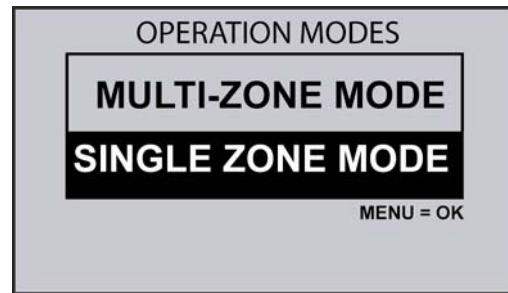 OPERATION MODES
MULTI-ZONE MODE
SINGLE ZONE MODE
MENU = OK